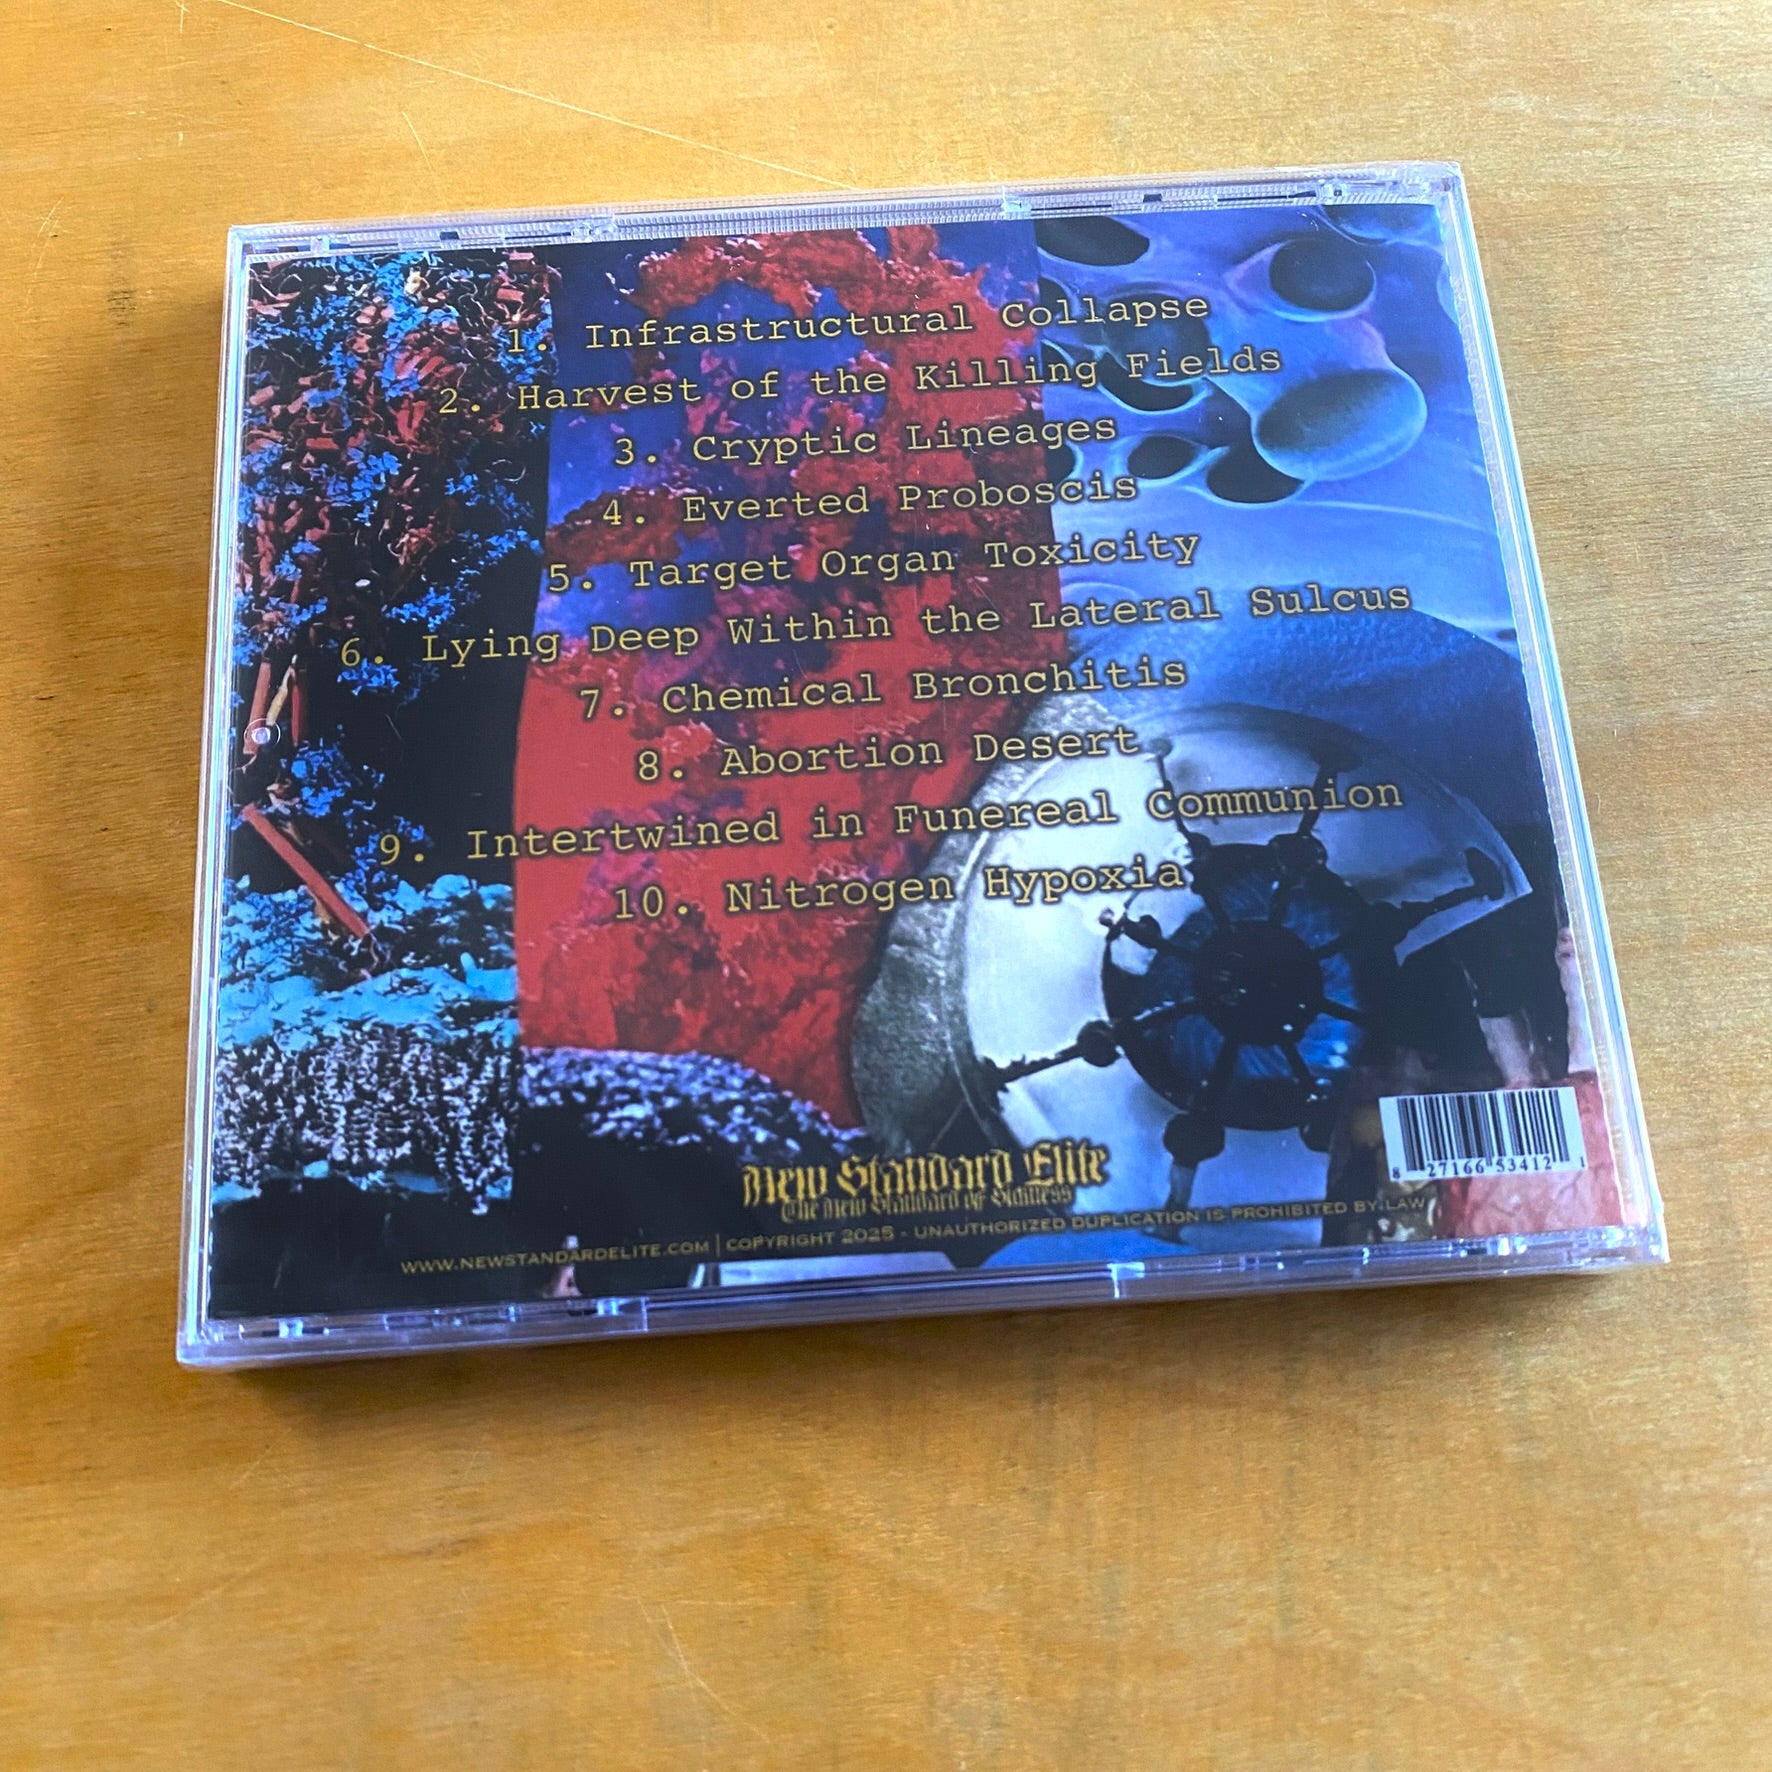 1. Infrastructural Collapse
2. Harvest of the Killing Fields
3. Cryptic Lineages
4. Everted Proboscis
5. Target Organ Toxicity
6. Lying Deep Within the Lateral Sulcus
7. Chemical Bronchitis
8. Abortion Desert
9. Intertwined in Funereal Communion
10. Nitrogen Hypoxia
New Standard Elite
The New Standard of Sickness
WWW.NEWSTANDARDELITE.COM | COPYRIGHT 2025 - UNAUTHORIZED DUPLICATION IS PROHIBITED BY LAW
8 27166 53412 1